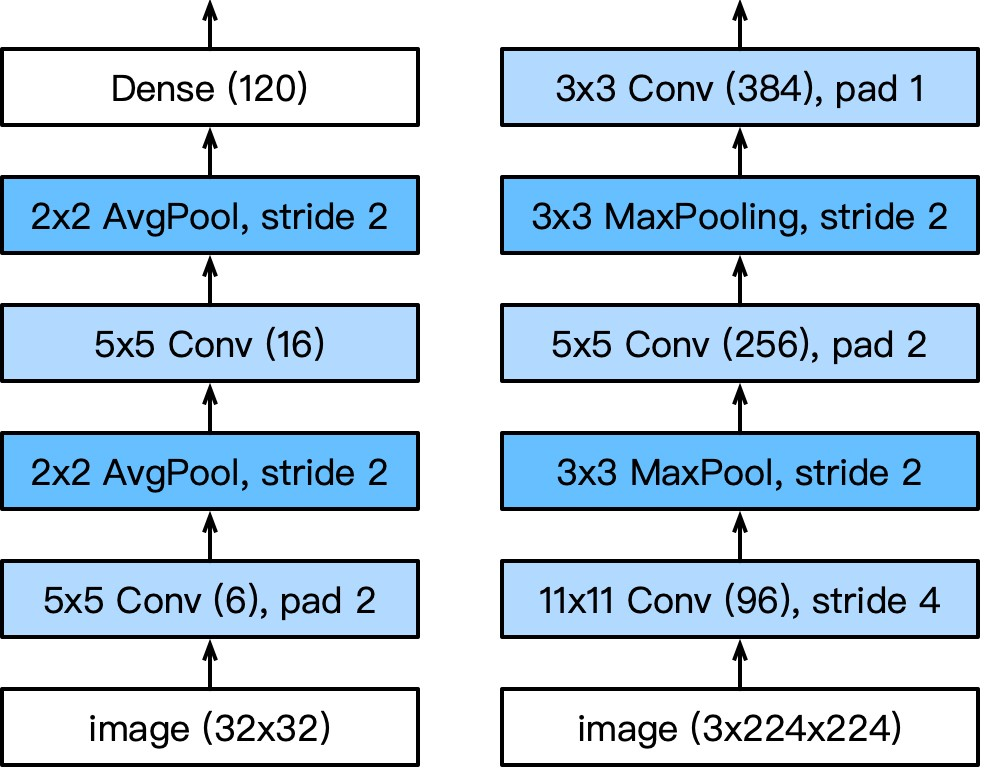 Dense (120)
2x2 AvgPool, stride 2
5x5 Conv (16)
2x2 AvgPool, stride 2
5x5 Conv (6), pad 2
image (32x32)
3x3 Conv (384), pad 1
3x3 MaxPooling, stride 2
5x5 Conv (256), pad 2
3x3 MaxPool, stride 2
11x11 Conv (96), stride 4
image (3x224x224)